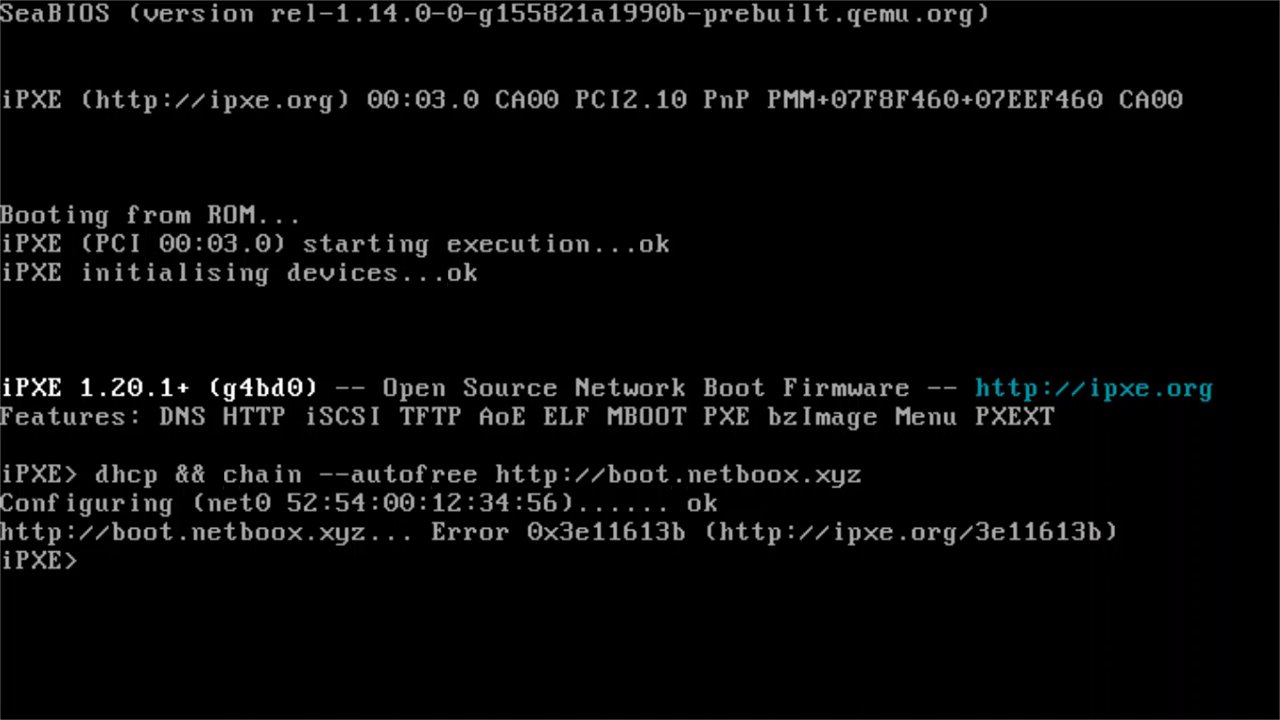 SeaBIOS (version rel-1.14.0-0-g155821a1990b-prebuilt.qemu.org)
iPXE (http://ipxe.org) 00:03.0 CA00 PCI2.10 PnP PMM+07F8F460+07EEF460 CA00
Booting from ROM...
iPXE (PCI 00:03.0) starting execution...ok
iPXE initialising devices...ok
iPXE 1.20.1+ (g4bd0) -- Open Source Network Boot Firmware -- http://ipxe.org
Features: DNS HTTP iSCSI TFTP AoE ELF MBOOT PXE bzImage Menu PXEXT
iPXE> dhcp && chain --autofree http://boot.netboox.xyz
Configuring (net0 52:54:00:12:34:56)...... ok
http://boot.netboox.xyz... Error 0x3e11613b (http://ipxe.org/3e11613b)
iPXE>